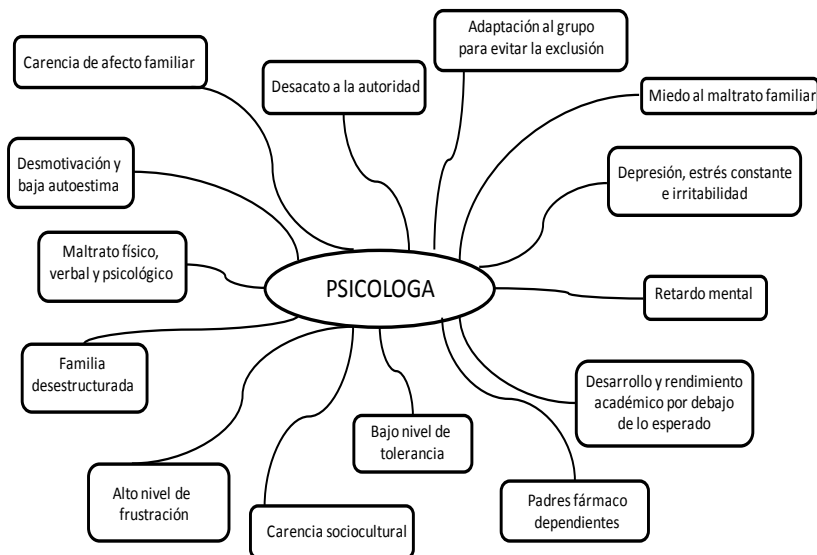 Adaptación al grupo
para evitar la exclusión
Carencia de afecto familiar
Desacato a la autoridad
Miedo al maltrato familiar
Desmotivación y
baja autoestima
Depresión, estrés constante
e irritabilidad
Maltrato físico,
verbal y psicológico
PSICOLOGA
Retardo mental
Familia
desestructurada
Desarrollo y rendimiento
académico por debajo
de lo esperado
Bajo nivel de
tolerancia
Alto nivel de
frustración
Carencia sociocultural
Padres fármaco
dependientes